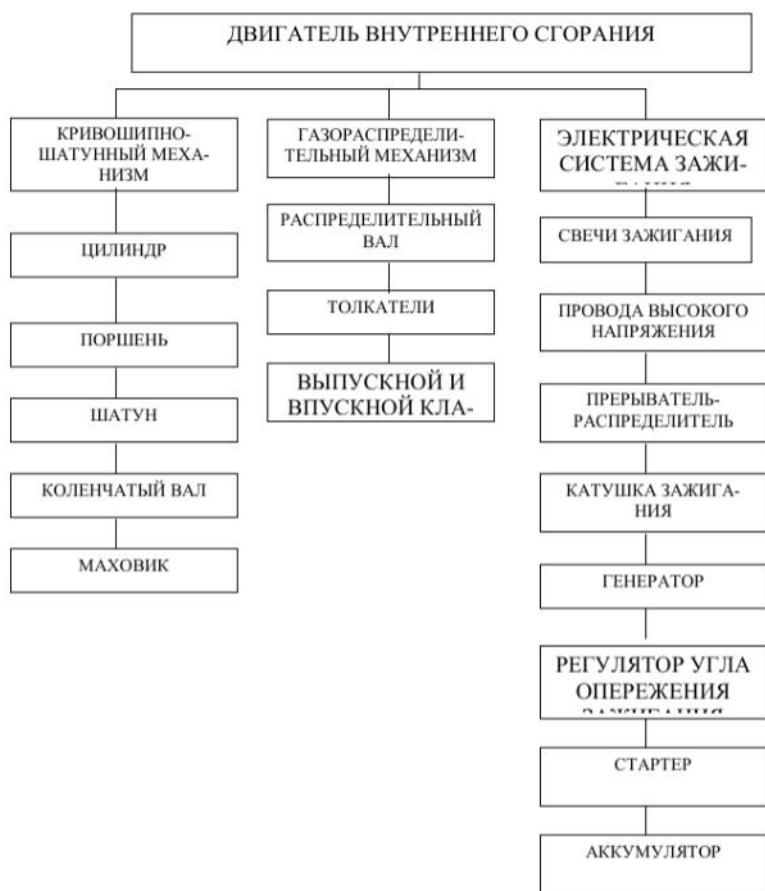 ДВИГАТЕЛЬ ВНУТРЕННЕГО СГОРАНИЯ
КРИВОШИПНО-
ШАТУННЫЙ МЕХА-
НИЗМ
ЦИЛИНДР
ПОРШЕНЬ
ШАТУН
КОЛЕНЧАТЫЙ ВАЛ
МАХОВИК
ГАЗОРАСПРЕДЕЛИ-
ТЕЛЬНЫЙ МЕХАНИЗМ
РАСПРЕДЕЛИТЕЛЬНЫЙ
ВАЛ
ТОЛКАТЕЛИ
ВЫПУСКНОЙ И
ВПУСКНОЙ КЛА-
ЭЛЕКТРИЧЕСКАЯ
СИСТЕМА ЗАЖИ-
ГАНИЯ
СВЕЧИ ЗАЖИГАНИЯ
ПРОВОДА ВЫСОКОГО
НАПРЯЖЕНИЯ
ПРЕРЫВАТЕЛЬ-
РАСПРЕДЕЛИТЕЛЬ
КАТУШКА ЗАЖИГА-
НИЯ
ГЕНЕРАТОР
РЕГУЛЯТОР УГЛА
ОПЕРЕЖЕНИЯ
ЗАЖИГАНИЯ
СТАРТЕР
АККУМУЛЯТОР